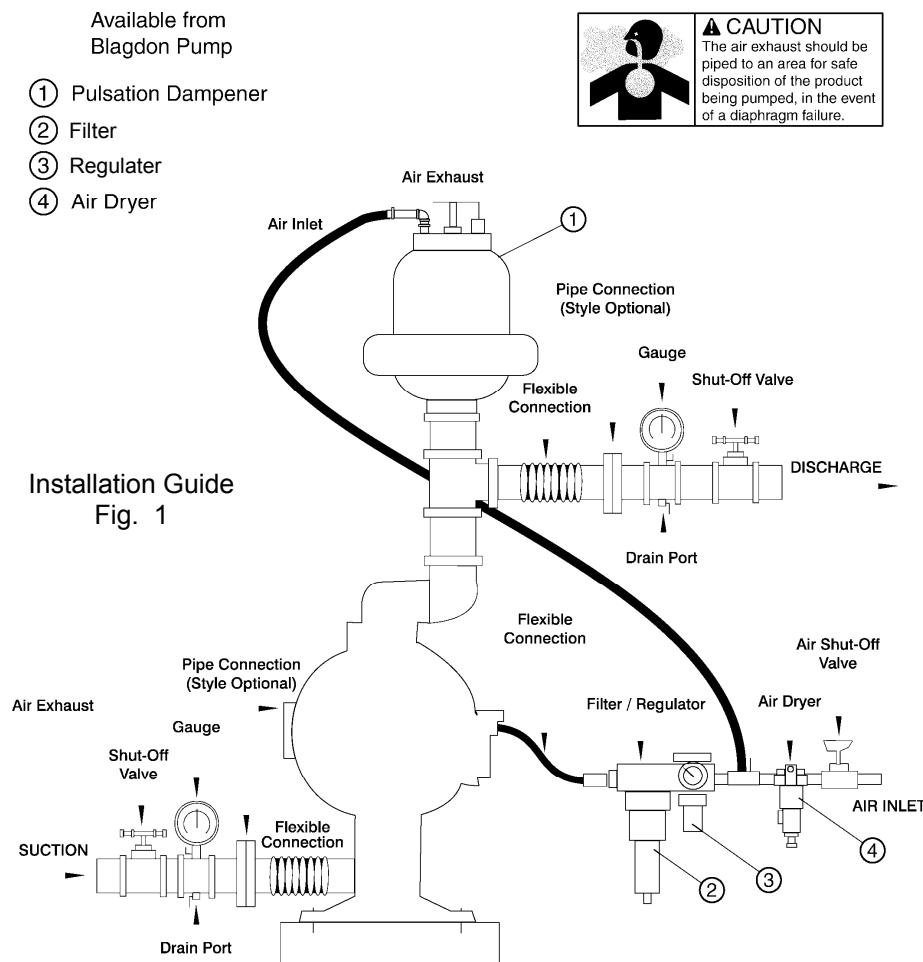 Available from
Blagdon Pump
① Pulsation Dampener
② Filter
③ Regulater
④ Air Dryer
CAUTION
The air exhaust should be
piped to an area for safe
disposition of the product
being pumped, in the event
of a diaphragm failure.
Air Exhaust
Air Inlet
①
Pipe Connection
(Style Optional)
Gauge
Shut-Off Valve
Flexible
Connection
DISCHARGE
Installation Guide
Fig. 1
Drain Port
Flexible
Connection
Air Shut-Off
Valve
Pipe Connection
(Style Optional)
Filter / Regulator
Air Dryer
Air Exhaust
Gauge
Shut-Off
Valve
AIR INLET
Flexible
Connection
SUCTION
②
③
④
Drain Port